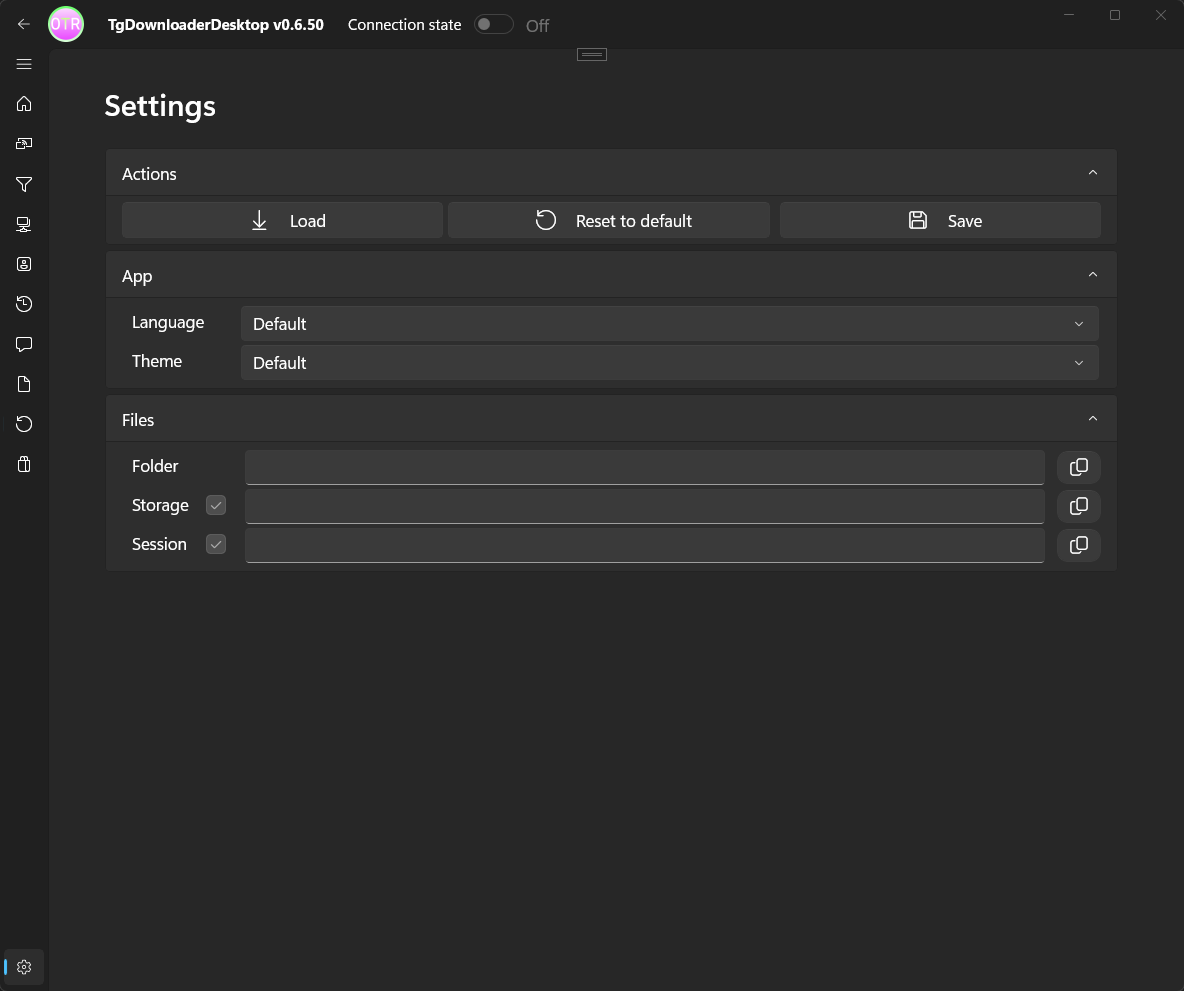 OTR TgDownloaderDesktop v0.6.50 Connection state Off
Settings
Actions
Load Reset to default Save
App
Language Default
Theme Default
Files
Folder
Storage
Session